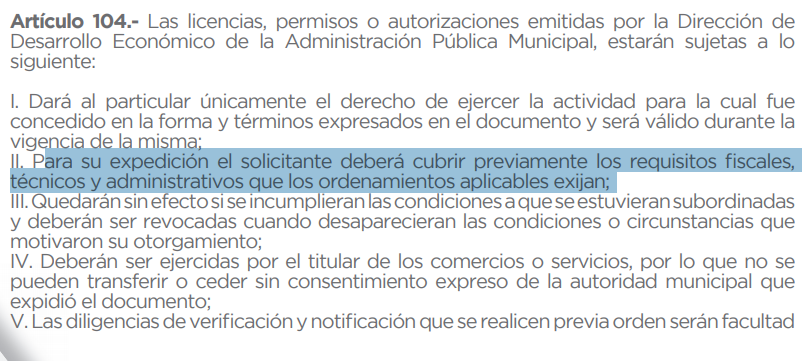 Artículo 104.- Las licencias, permisos o autorizaciones emitidas por la Dirección de
Desarrollo Económico de la Administración Pública Municipal, estarán sujetas a lo
siguiente:
I. Dará al particular únicamente el derecho de ejercer la actividad para la cual fue
concedido en la forma y términos expresados en el documento y será válido durante la
vigencia de la misma;
II. Para su expedición el solicitante deberá cubrir previamente los requisitos fiscales,
técnicos y administrativos que los ordenamientos aplicables exijan;
III. Quedarán sin efecto si se incumplieran las condiciones a que se estuvieran subordinadas
y deberán ser revocadas cuando desaparecieran las condiciones o circunstancias que
motivaron su otorgamiento;
IV. Deberán ser ejercidas por el titular de los comercios o servicios, por lo que no se
pueden transferir o ceder sin consentimiento expreso de la autoridad municipal que
expidió el documento;
V. Las diligencias de verificación y notificación que se realicen previa orden serán facultad